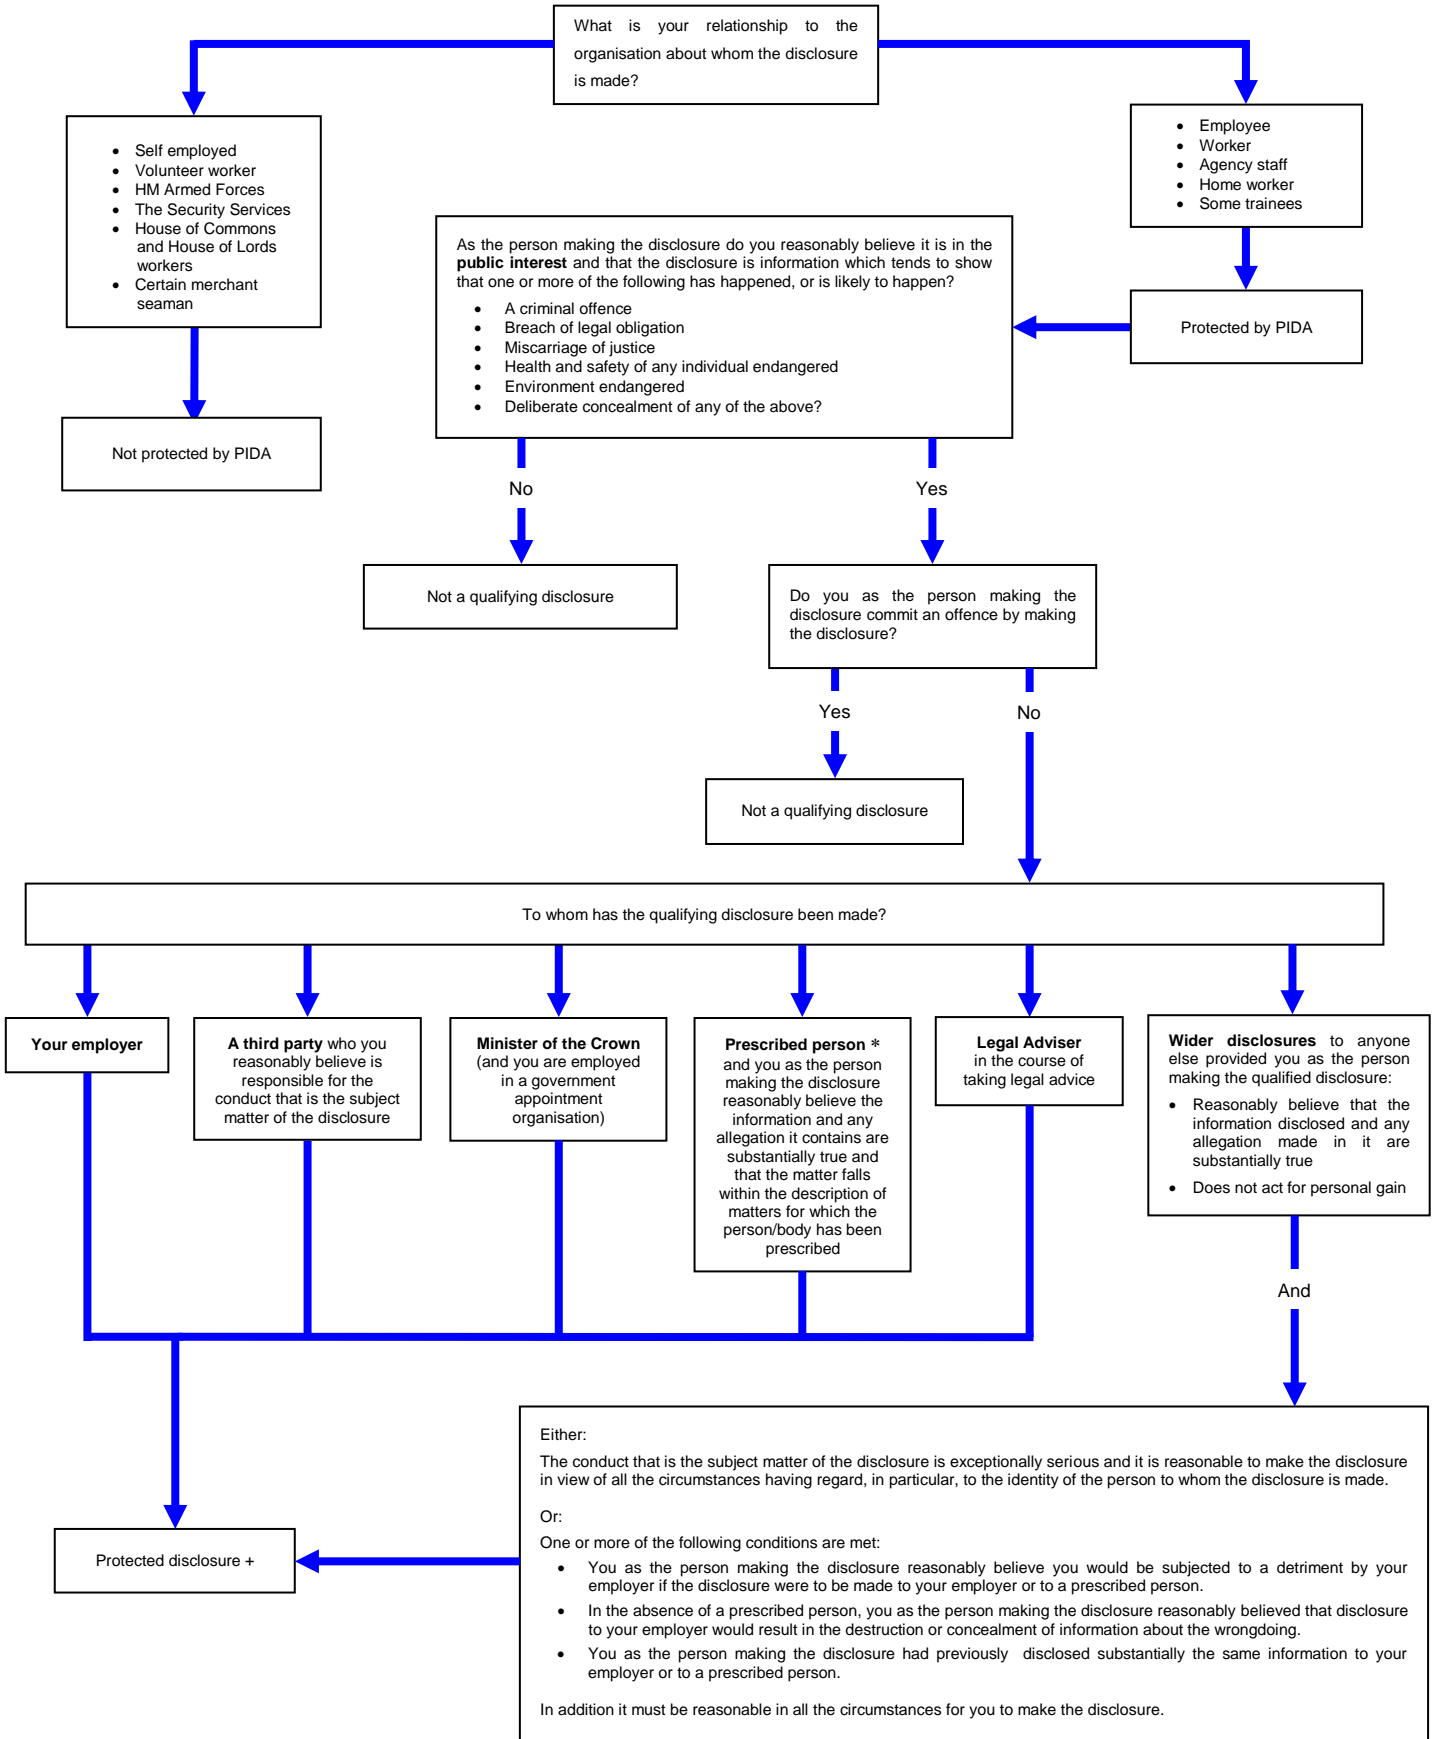 What is your relationship to the
organisation about whom the disclosure
is made?
• Self employed
• Volunteer worker
• HM Armed Forces
• The Security Services
• House of Commons
and House of Lords
workers
• Certain merchant
seaman
• Employee
• Worker
• Agency staff
• Home worker
• Some trainees
As the person making the disclosure do you reasonably believe it is in the
public interest and that the disclosure is information which tends to show
that one or more of the following has happened, or is likely to happen?
• A criminal offence
• Breach of legal obligation
• Miscarriage of justice
• Health and safety of any individual endangered
• Environment endangered
• Deliberate concealment of any of the above?
Protected by PIDA
Not protected by PIDA
No
Yes
Not a qualifying disclosure
Do you as the person making the
disclosure commit an offence by making
the disclosure?
Yes
No
Not a qualifying disclosure
To whom has the qualifying disclosure been made?
Your employer
A third party who you
reasonably believe is
responsible for the
conduct that is the subject
matter of the disclosure
Minister of the Crown
(and you are employed
in a government
appointment
organisation)
Prescribed person *
and you as the person
making the disclosure
reasonably believe the
information and any
allegation it contains are
substantially true and
that the matter falls
within the description of
matters for which the
person/body has been
prescribed
Legal Adviser
in the course of
taking legal advice
Wider disclosures to anyone
else provided you as the person
making the qualified disclosure:
• Reasonably believe that the
information disclosed and any
allegation made in it are
substantially true
• Does not act for personal gain
And
Either:
The conduct that is the subject matter of the disclosure is exceptionally serious and it is reasonable to make the disclosure
in view of all the circumstances having regard, in particular, to the identity of the person to whom the disclosure is made.
Or:
One or more of the following conditions are met:
• You as the person making the disclosure reasonably believe you would be subjected to a detriment by your
employer if the disclosure were to be made to your employer or to a prescribed person.
• In the absence of a prescribed person, you as the person making the disclosure reasonably believed that disclosure
to your employer would result in the destruction or concealment of information about the wrongdoing.
• You as the person making the disclosure had previously disclosed substantially the same information to your
employer or to a prescribed person.
In addition it must be reasonable in all the circumstances for you to make the disclosure.
Protected disclosure +